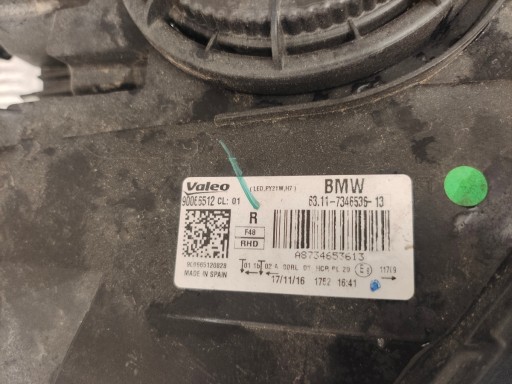 Valeo
( LED,PY21W,H7 )
BMW
90065512 CL: 01
R
63.11-7346536-13
F48
RHD
A8734653613
MADE IN SPAIN
17/11/16 1752 16:41